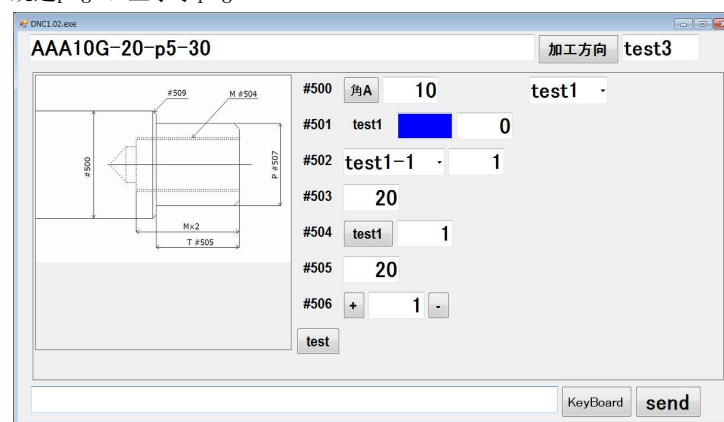 DNC1.02.exe
AAA10G-20-p5-30 加工方向 test3
#509 M #504
#500
P #507
M×2
T #505
#500 角A 10 test1
#501 test1 0
#502 test1-1 1
#503 20
#504 test1 1
#505 20
#506 + 1 -
test
KeyBoard send